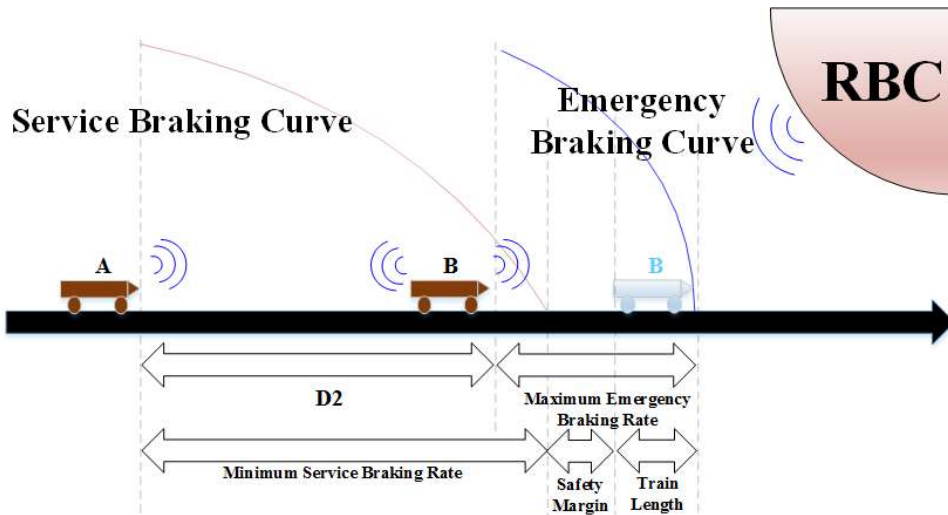 RBC
Emergency
Braking Curve
Service Braking Curve
A
B
B
D2
Maximum Emergency
Braking Rate
Minimum Service Braking Rate
Safety
Margin
Train
Length